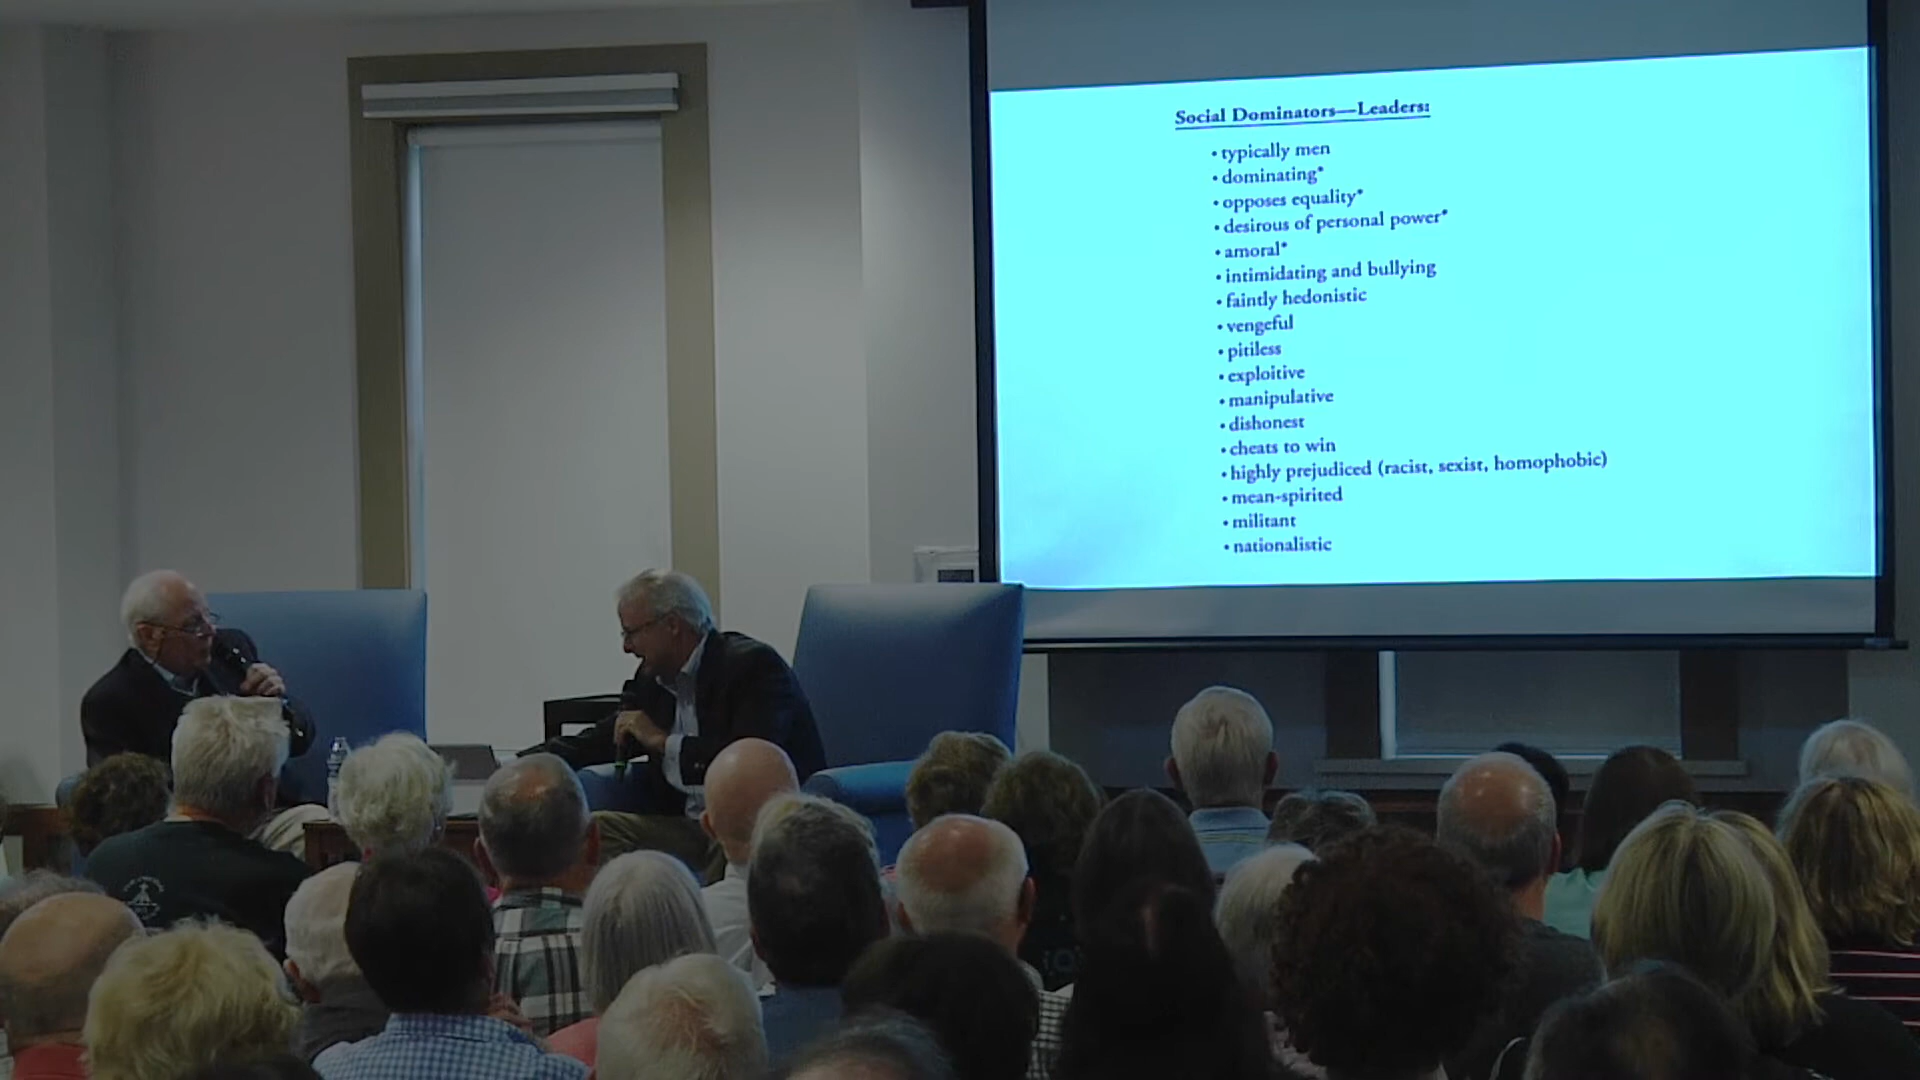 Social Dominators—Leaders:
• typically men
• dominating*
• opposes equality*
• desirous of personal power*
• amoral*
• intimidating and bullying
• faintly hedonistic
• vengeful
• pitiless
• exploitive
• manipulative
• dishonest
• cheats to win
• highly prejudiced (racist, sexist, homophobic)
• mean-spirited
• militant
• nationalistic